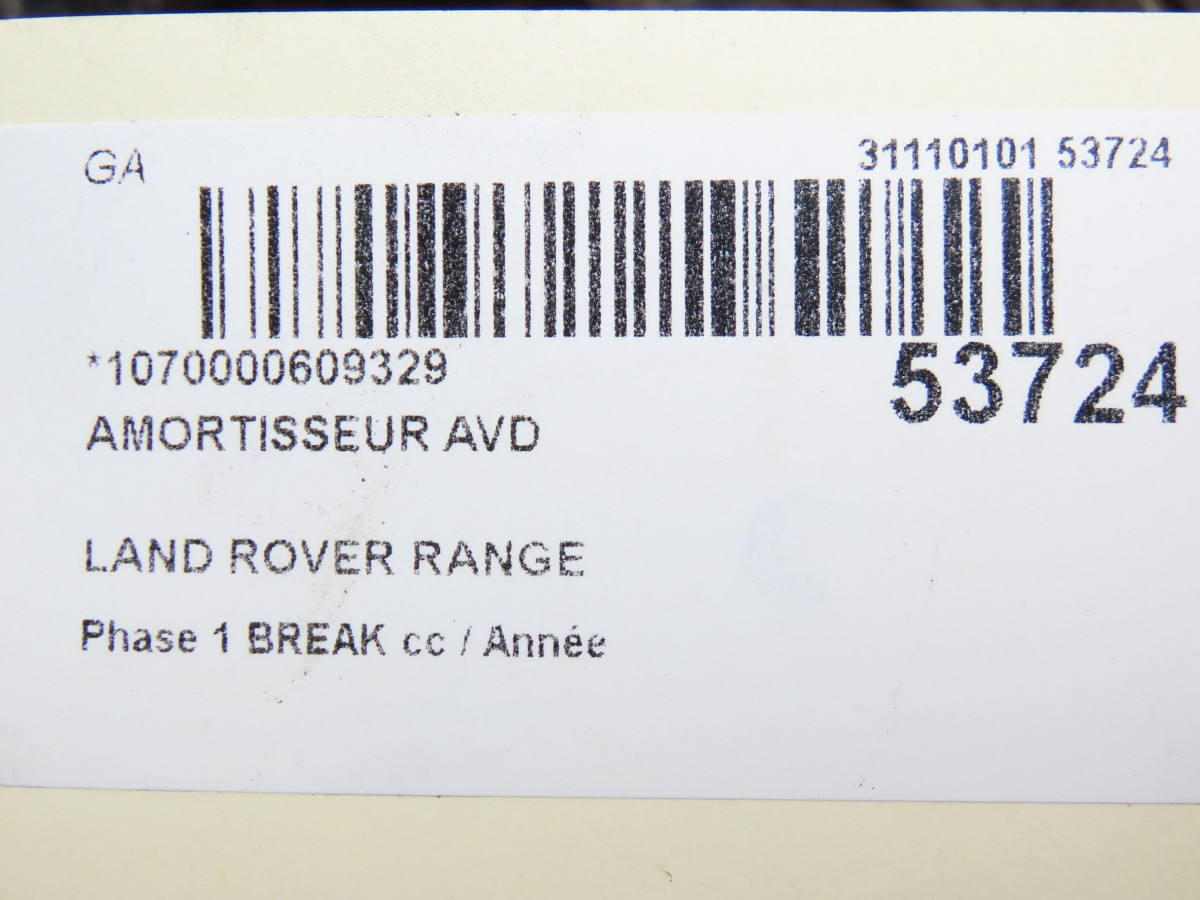 GA
31110101 53724
*1070000609329
53724
AMORTISSEUR AVD
LAND ROVER RANGE
Phase 1 BREAK cc / Année